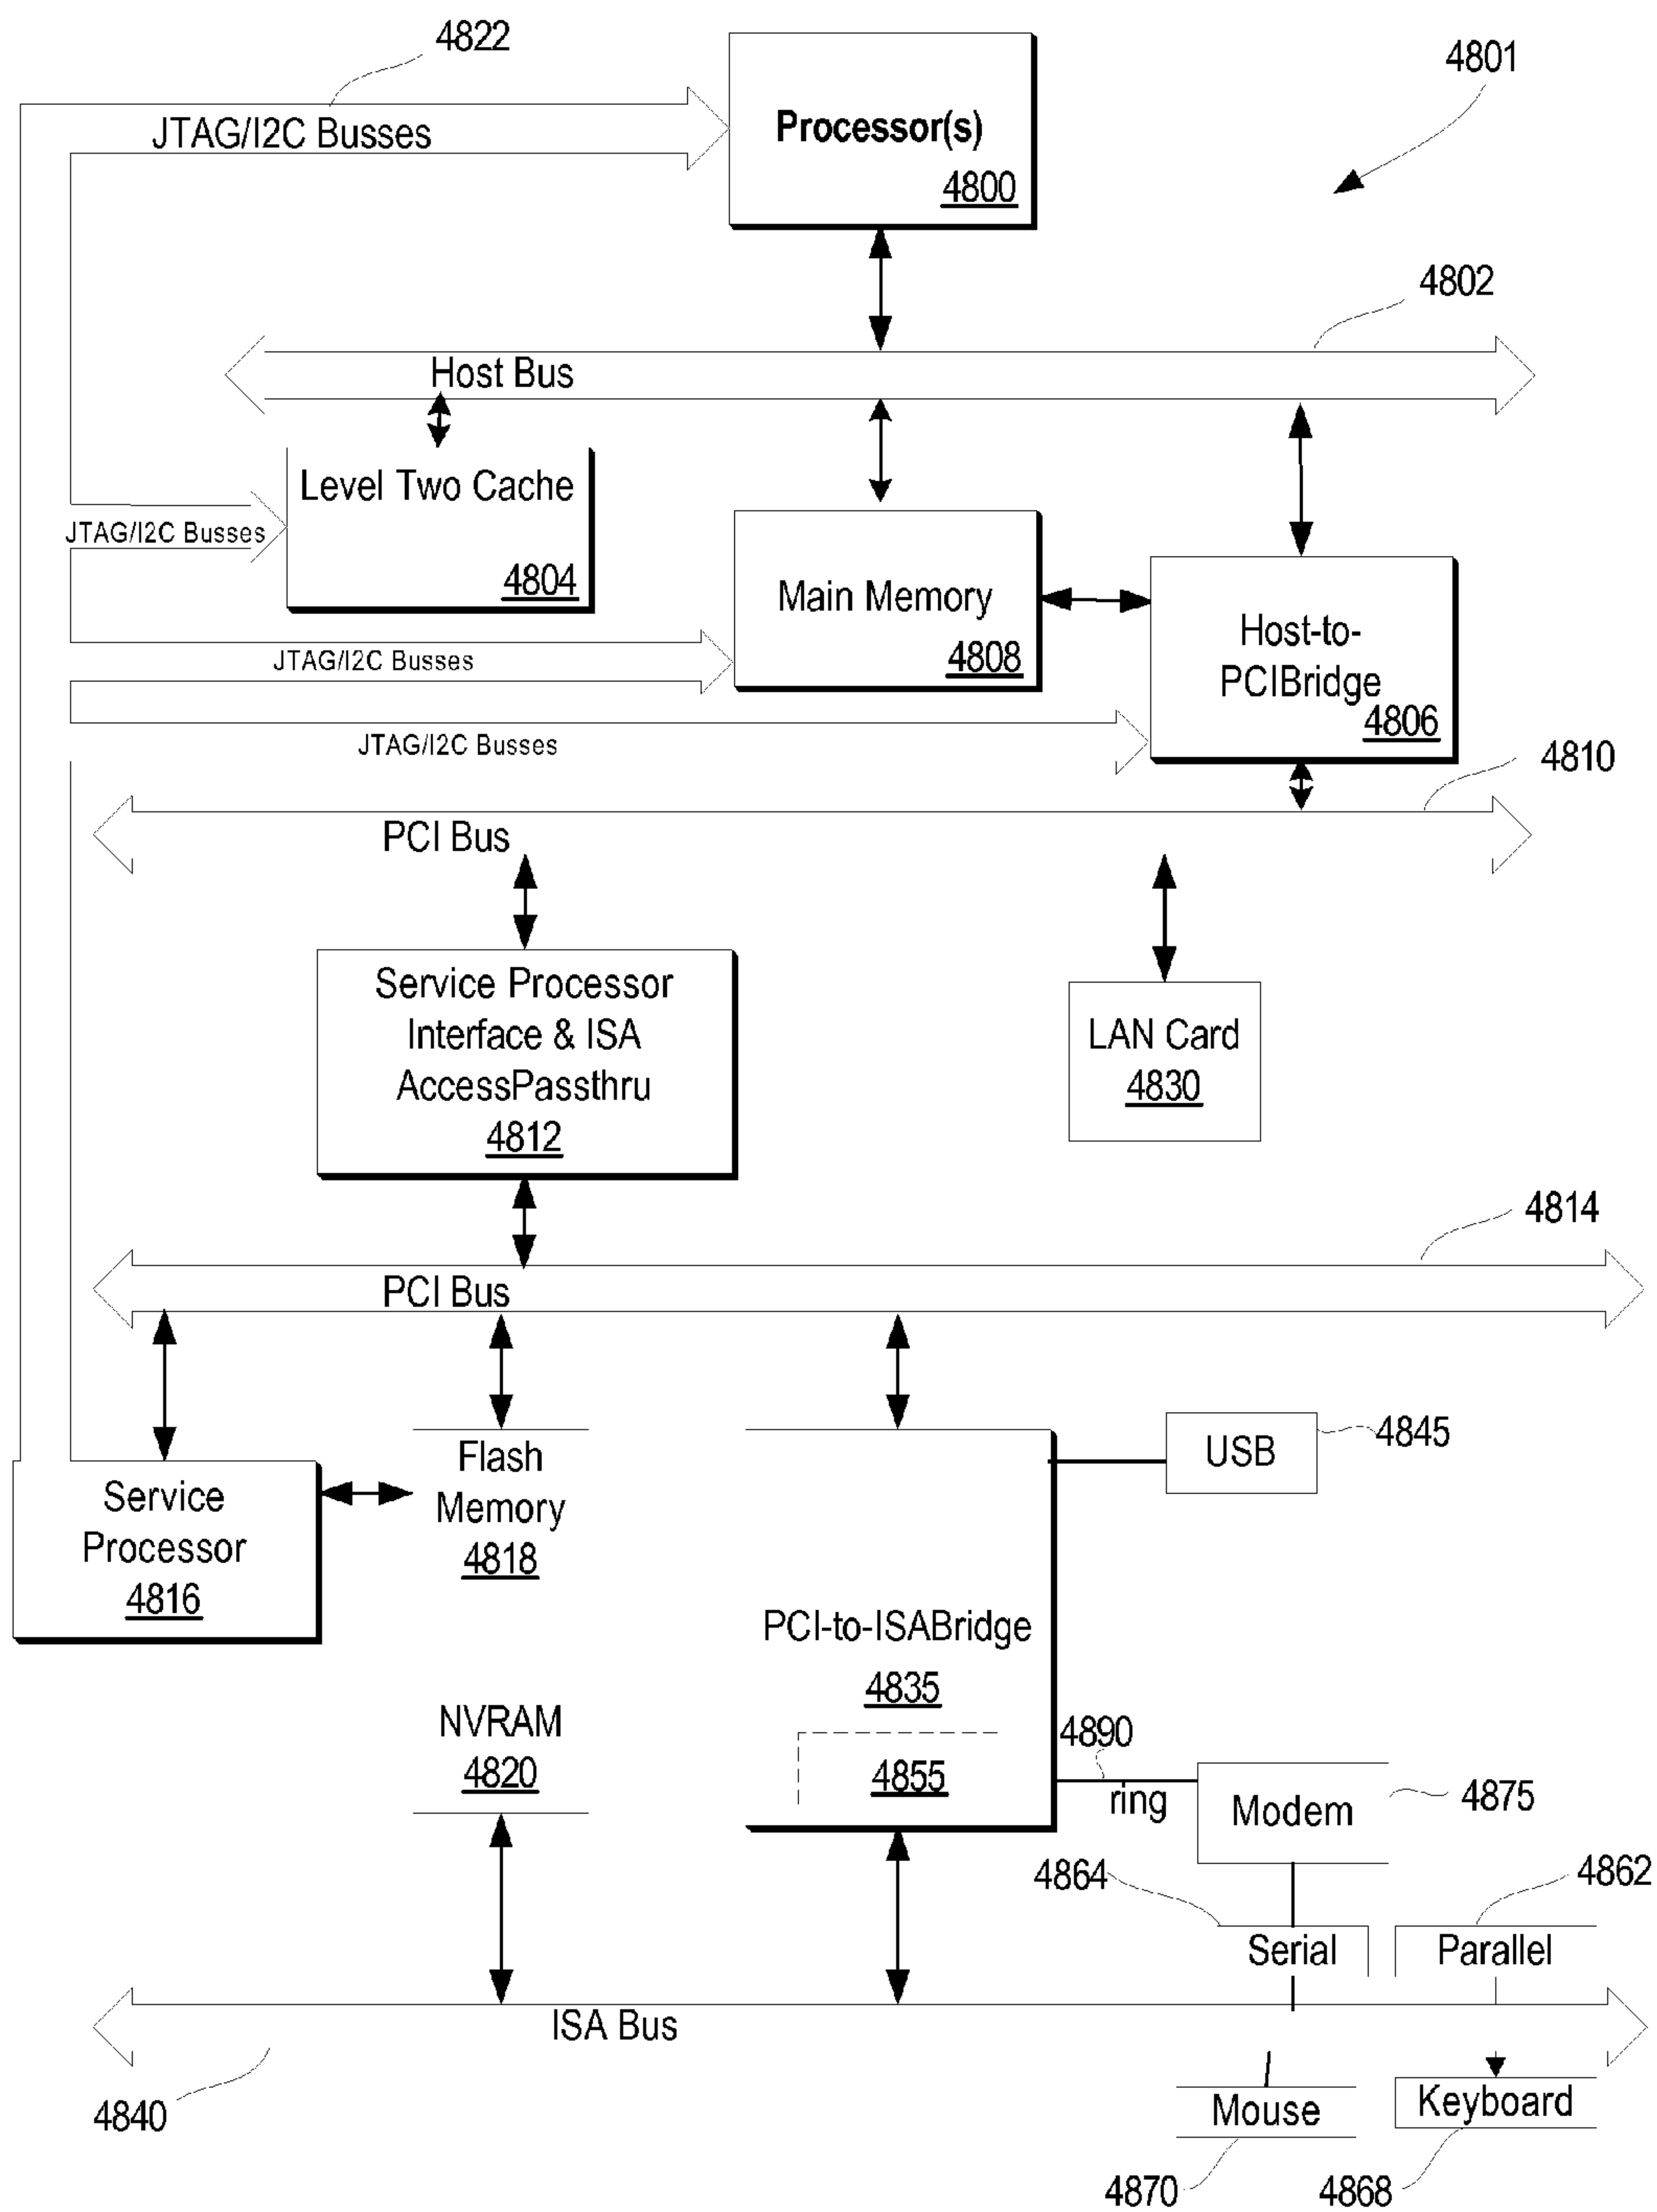 4822
4801
JTAG/I2C Busses
Processor(s)
4800
4802
Host Bus
Level Two Cache
4804
JTAG/I2C Busses
Main Memory
4808
Host-to-
PCIBridge
4806
JTAG/I2C Busses
JTAG/I2C Busses
4810
PCI Bus
Service Processor
Interface & ISA
AccessPassthru
4812
LAN Card
4830
4814
PCI Bus
Service
Processor
4816
Flash
Memory
4818
USB
4845
PCI-to-ISABridge
4835
4855
NVRAM
4820
4890
ring
Modem
4875
4864
4862
Serial
Parallel
ISA Bus
4840
Mouse
Keyboard
4870
4868